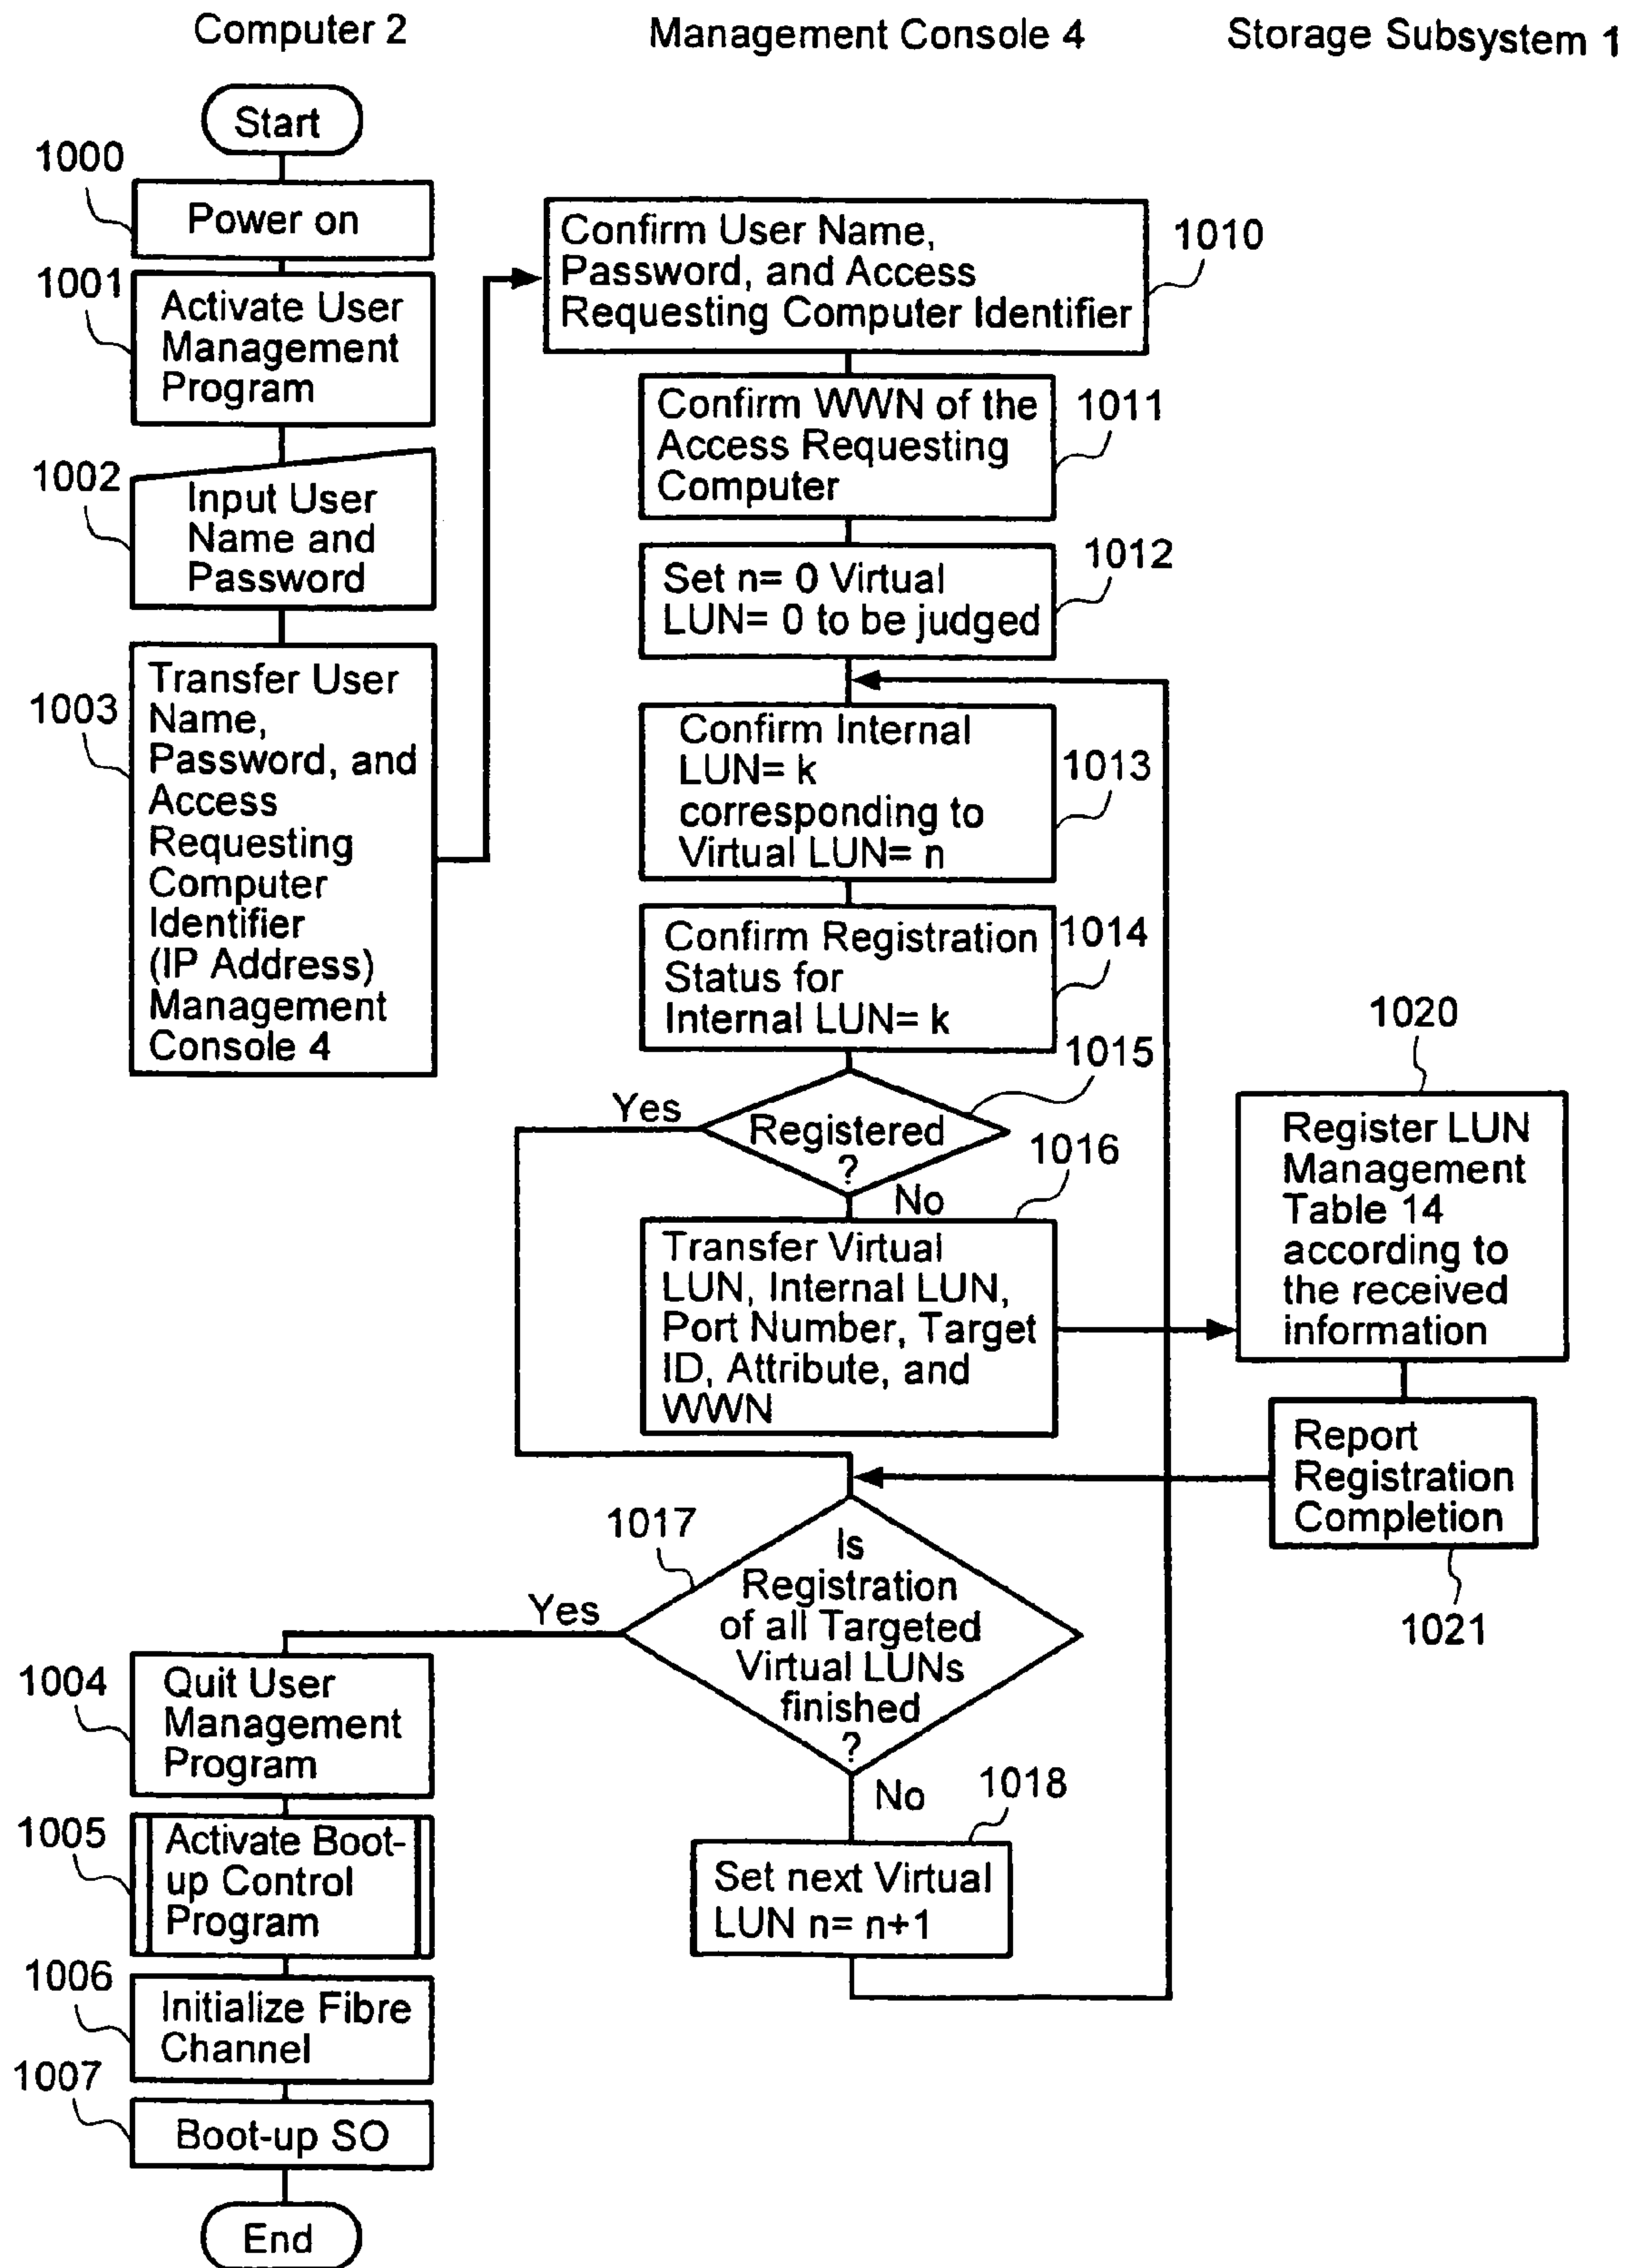 Computer 2
Management Console 4
Storage Subsystem 1
Start
1000
Power on
1001
Activate User
Management
Program
1002
Input User
Name and
Password
1003
Transfer User
Name,
Password, and
Access
Requesting
Computer
Identifier
(IP Address)
Management
Console 4
Confirm User Name,
Password, and Access
Requesting Computer Identifier
1010
Confirm WWN of the
Access Requesting
Computer
1011
Set n= 0 Virtual
LUN= 0 to be judged
1012
Confirm Internal
LUN= k
corresponding to
Virtual LUN= n
1013
Confirm Registration
Status for
Internal LUN= k
1014
1015
Yes
Registered
?
No
1016
Transfer Virtual
LUN, Internal LUN,
Port Number, Target
ID, Attribute, and
WWN
1020
Register LUN
Management
Table 14
according to
the received
information
Report
Registration
Completion
1021
1017
Is
Registration
of all Targeted
Virtual LUNs
finished
?
Yes
No
1018
Set next Virtual
LUN n= n+1
1004
Quit User
Management
Program
1005
Activate Boot-
up Control
Program
1006
Initialize Fibre
Channel
1007
Boot-up SO
End